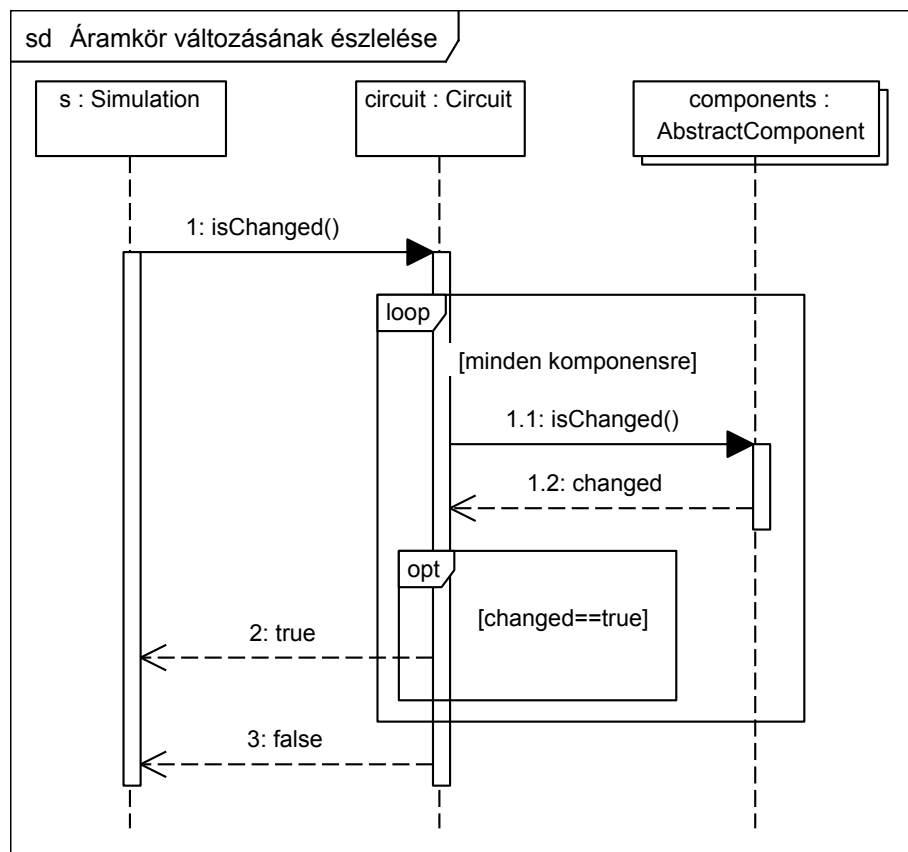 sd Áramkör változásának észlelése
s : Simulation
circuit : Circuit
components :
AbstractComponent
1: isChanged()
loop
[minden komponensre]
1.1: isChanged()
1.2: changed
opt
[changed==true]
2: true
3: false